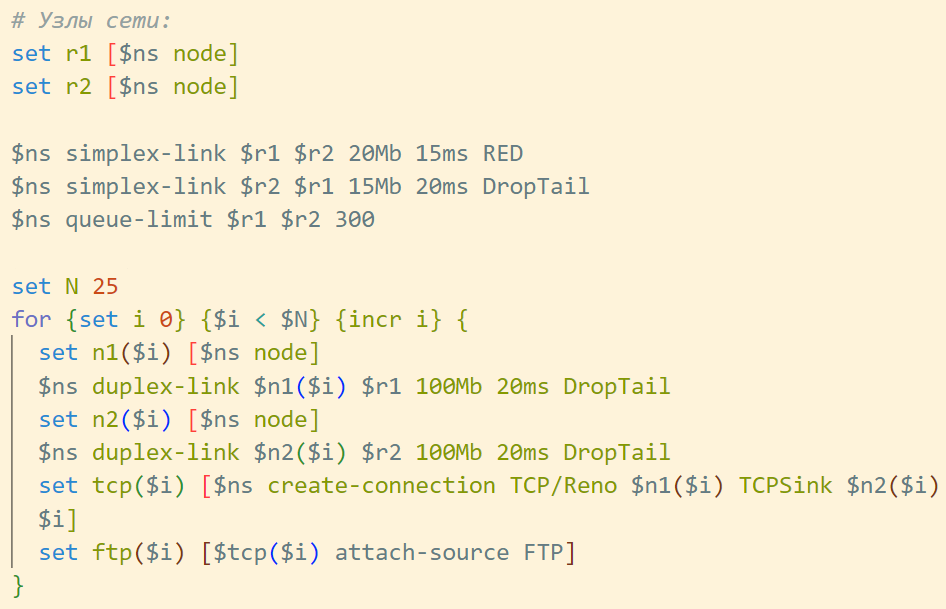 # Узлы сети:
set r1 [$ns node]
set r2 [$ns node]
$ns simplex-link $r1 $r2 20Mb 15ms RED
$ns simplex-link $r2 $r1 15Mb 20ms DropTail
$ns queue-limit $r1 $r2 300
set N 25
for {set i 0} {$i < $N} {incr i} {
  set n1($i) [$ns node]
  $ns duplex-link $n1($i) $r1 100Mb 20ms DropTail
  set n2($i) [$ns node]
  $ns duplex-link $n2($i) $r2 100Mb 20ms DropTail
  set tcp($i) [$ns create-connection TCP/Reno $n1($i) TCPSink $n2($i)
  $i]
  set ftp($i) [$tcp($i) attach-source FTP]
}